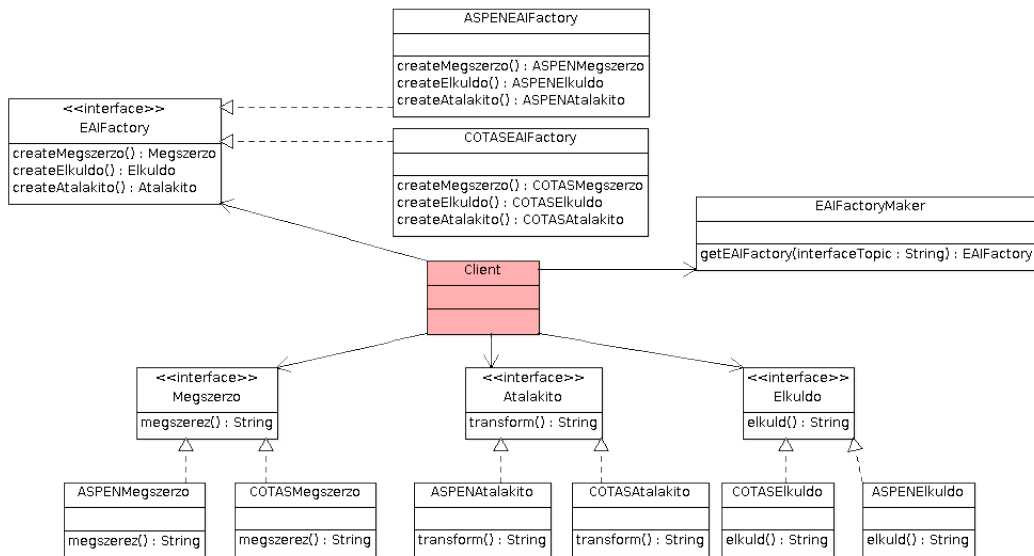 ASPENEAIFactory
createMegszerzo() : ASPENMegszerzo
createElkuldo() : ASPENElkuldo
createAtalakito() : ASPENAtalakito
<<interface>>
EAIFactory
createMegszerzo() : Megszerzo
createElkuldo() : Elkuldo
createAtalakito() : Atalakito
COTASEAIFactory
createMegszerzo() : COTASMegszerzo
createElkuldo() : COTASElkuldo
createAtalakito() : COTASAtalakito
EAIFactoryMaker
getEAIFactory(interfaceTopic : String) : EAIFactory
Client
<<interface>>
Megszerzo
megszerez() : String
<<interface>>
Atalakito
transform() : String
<<interface>>
Elkuldo
elkuld() : String
ASPENMegszerzo
megszerez() : String
COTASMegszerzo
megszerez() : String
ASPENAtalakito
transform() : String
COTASAtalakito
transform() : String
COTASElkuldo
elkuld() : String
ASPENElkuldo
elkuld() : String